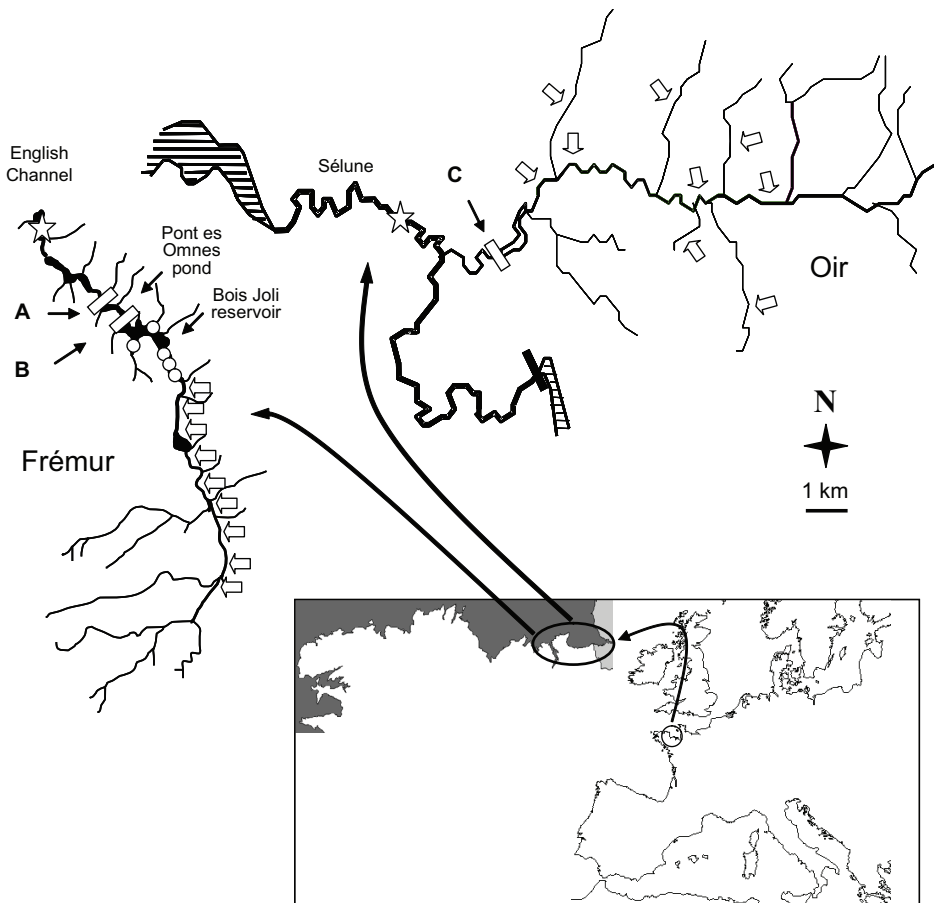 English
Channel
Sélune
C
Pont es
Omnes
pond
Oir
Bois Joli
reservoir
A
B
N
Frémur
1 km